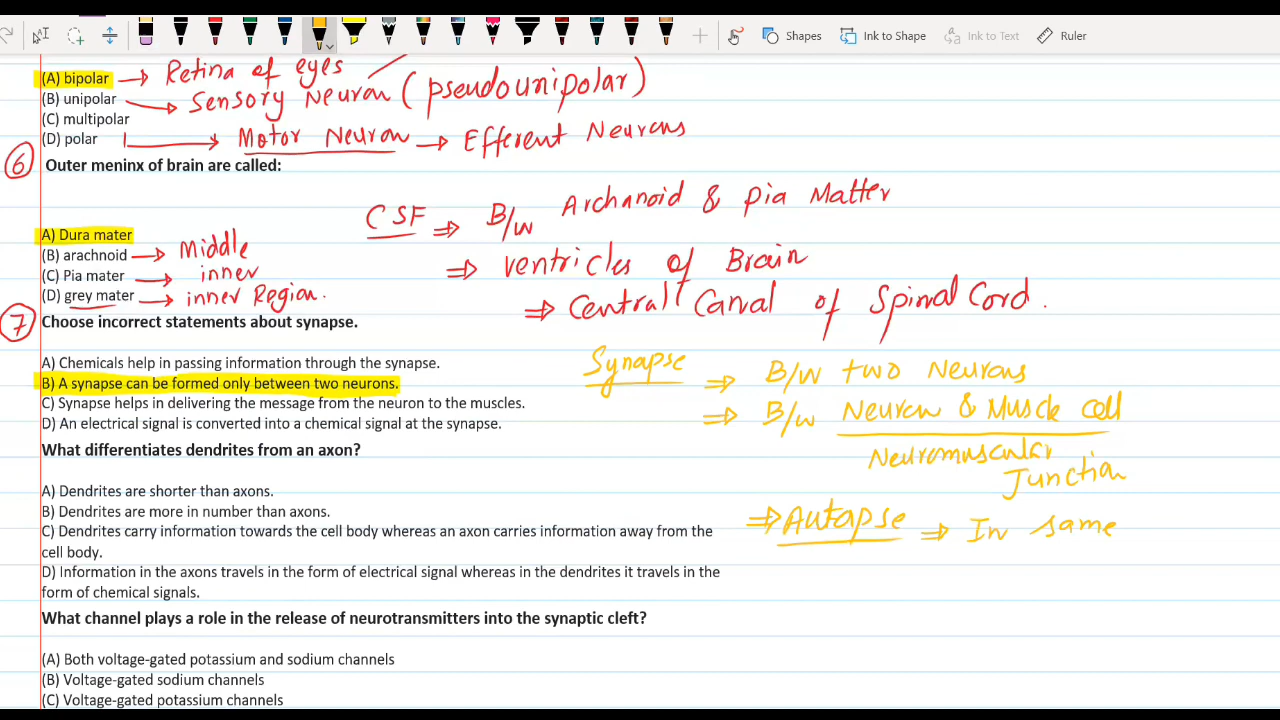 Shapes Ink to Shape Ink to Text Ruler
(A) bipolar → Retina of eyes
(B) unipolar → Sensory Neuron (pseudounipolar)
(C) multipolar
(D) polar → Motor Neuron → Efferent Neurons
6 Outer meninx of brain are called:
CSF ⇒ B/W Archanoid & Pia Matter
A) Dura mater
(B) arachnoid → Middle
⇒ ventricles of Brain
(C) Pia mater → inner
(D) grey mater → inner Region.
⇒ Central Canal of Spinal Cord.
7 Choose incorrect statements about synapse.
A) Chemicals help in passing information through the synapse.
B) A synapse can be formed only between two neurons.
C) Synapse helps in delivering the message from the neuron to the muscles.
D) An electrical signal is converted into a chemical signal at the synapse.
Synapse ⇒ B/W two Neurons
⇒ B/W Neuron & Muscle cell
Neuromuscular
Junction
⇒ Autapse ⇒ In same
What differentiates dendrites from an axon?
A) Dendrites are shorter than axons.
B) Dendrites are more in number than axons.
C) Dendrites carry information towards the cell body whereas an axon carries information away from the
cell body.
D) Information in the axons travels in the form of electrical signal whereas in the dendrites it travels in the
form of chemical signals.
What channel plays a role in the release of neurotransmitters into the synaptic cleft?
(A) Both voltage-gated potassium and sodium channels
(B) Voltage-gated sodium channels
(C) Voltage-gated potassium channels